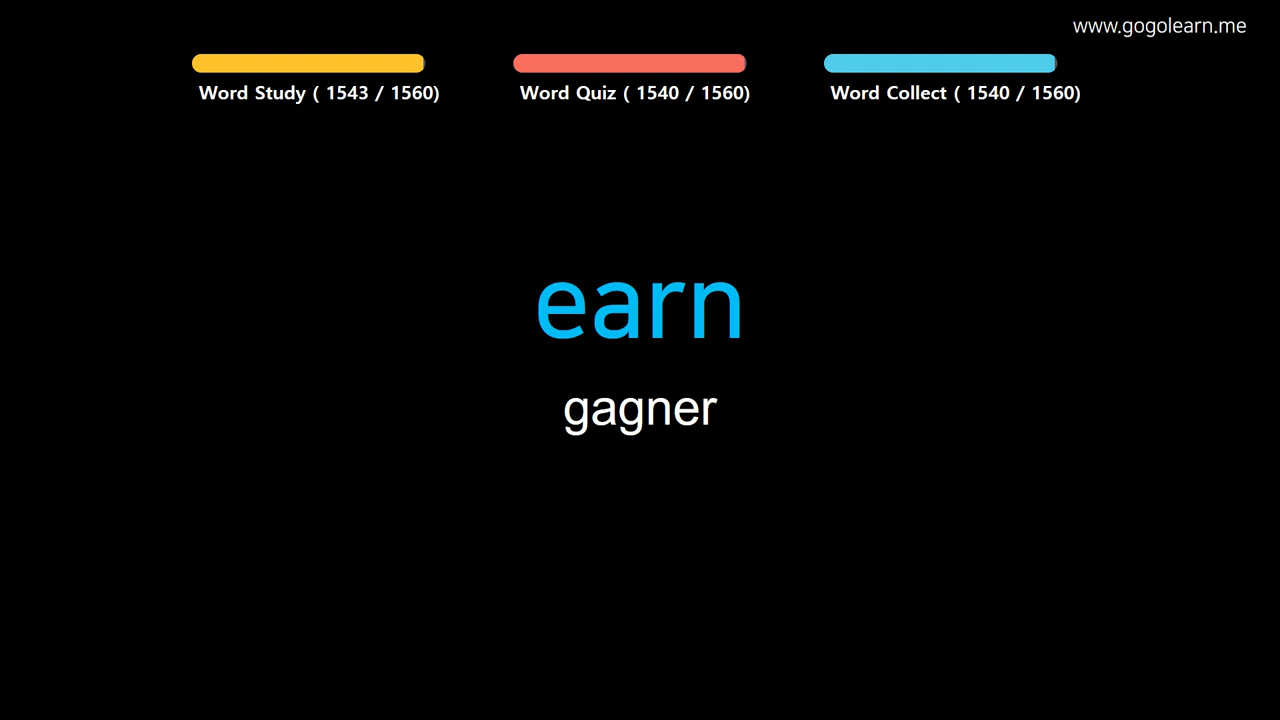 www.gogolearn.me
Word Study ( 1543 / 1560)
Word Quiz ( 1540 / 1560)
Word Collect ( 1540 / 1560)
earn
gagner